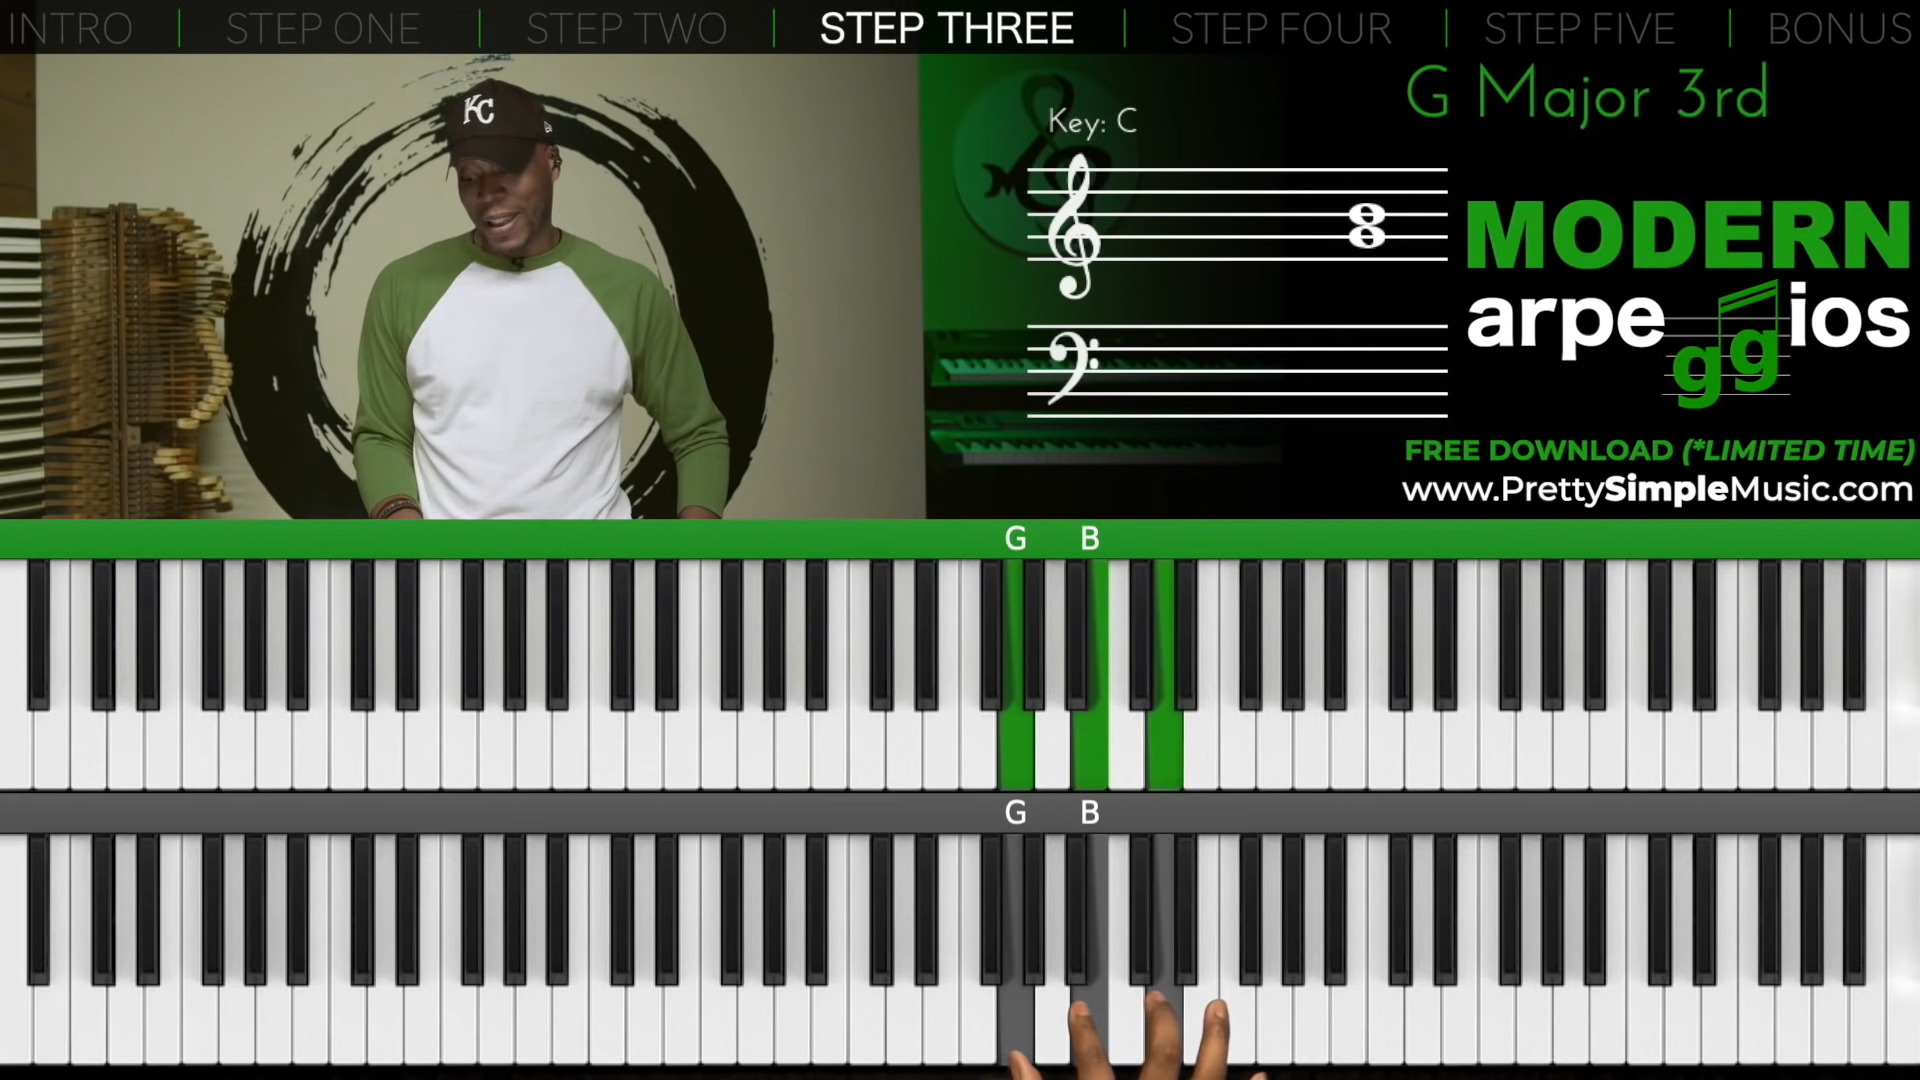 INTRO | STEP ONE | STEP TWO | STEP THREE | STEP FOUR | STEP FIVE | BONUS
KC
G Major 3rd
Key: C
MODERN
arpeggios
FREE DOWNLOAD (*LIMITED TIME)
www.PrettySimpleMusic.com
G B
G B